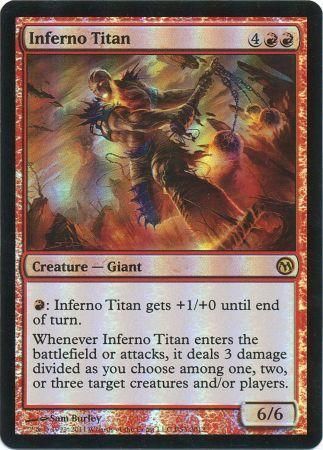 Inferno Titan 4
Creature — Giant
: Inferno Titan gets +1/+0 until end
of turn.
Whenever Inferno Titan enters the
battlefield or attacks, it deals 3 damage
divided as you choose among one, two,
or three target creatures and/or players.
Sam Burley
6/6